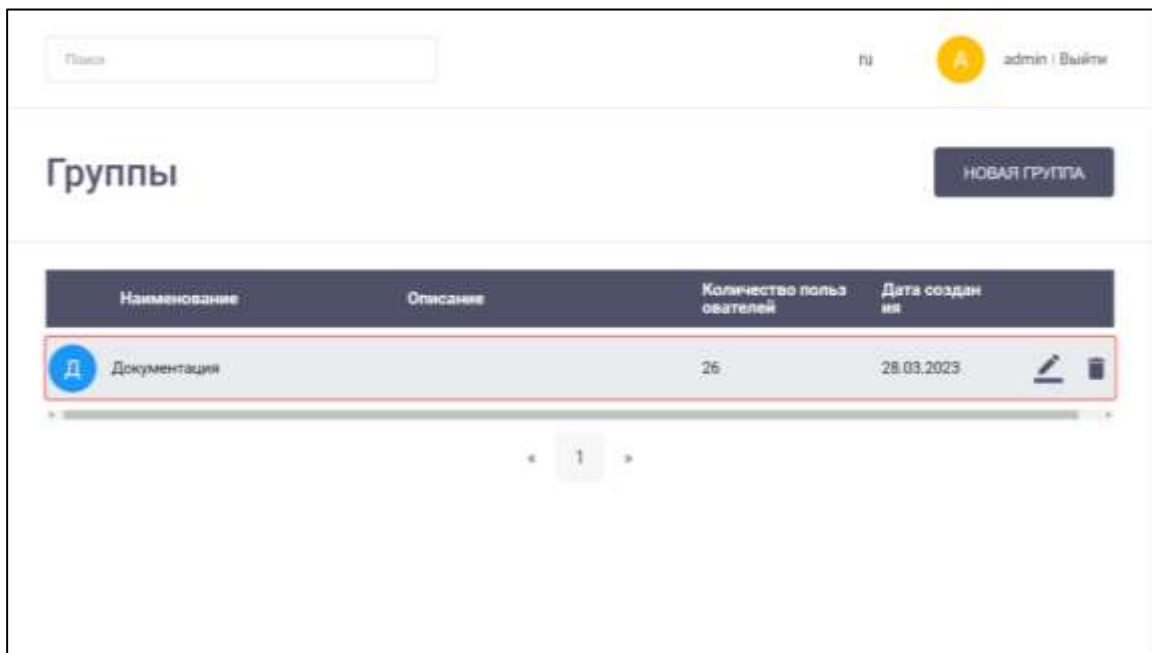 Поиск
ru
А
admin | Выйти
Группы
НОВАЯ ГРУППА
Наименование
Описание
Количество польз
ователей
Дата создан
ия
Д
Документация
26
28.03.2023
« 1 »